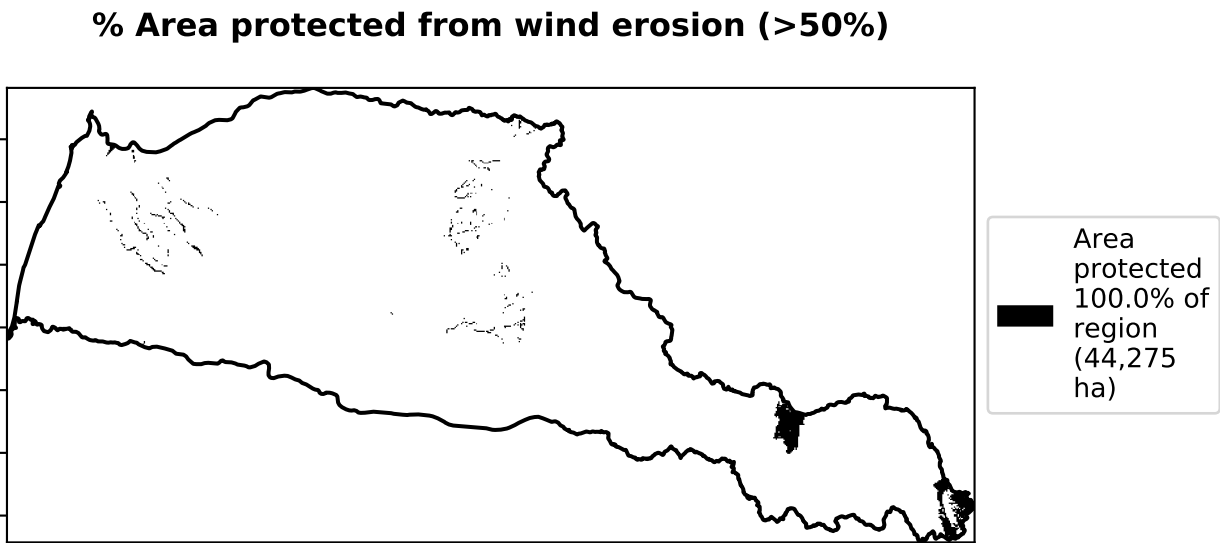 % Area protected from wind erosion (>50%)
Area
protected
100.0% of
region
(44,275
ha)